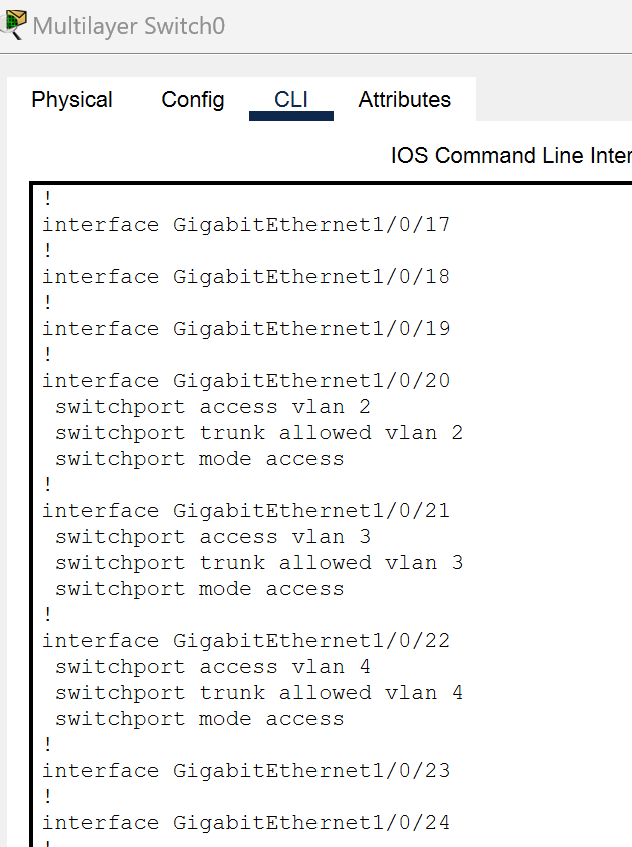 Multilayer Switch0
Physical Config CLI Attributes
IOS Command Line
!
interface GigabitEthernet1/0/17
!
interface GigabitEthernet1/0/18
!
interface GigabitEthernet1/0/19
!
interface GigabitEthernet1/0/20
switchport access vlan 2
switchport trunk allowed vlan 2
switchport mode access
!
interface GigabitEthernet1/0/21
switchport access vlan 3
switchport trunk allowed vlan 3
switchport mode access
!
interface GigabitEthernet1/0/22
switchport access vlan 4
switchport trunk allowed vlan 4
switchport mode access
!
interface GigabitEthernet1/0/23
!
interface GigabitEthernet1/0/24
!